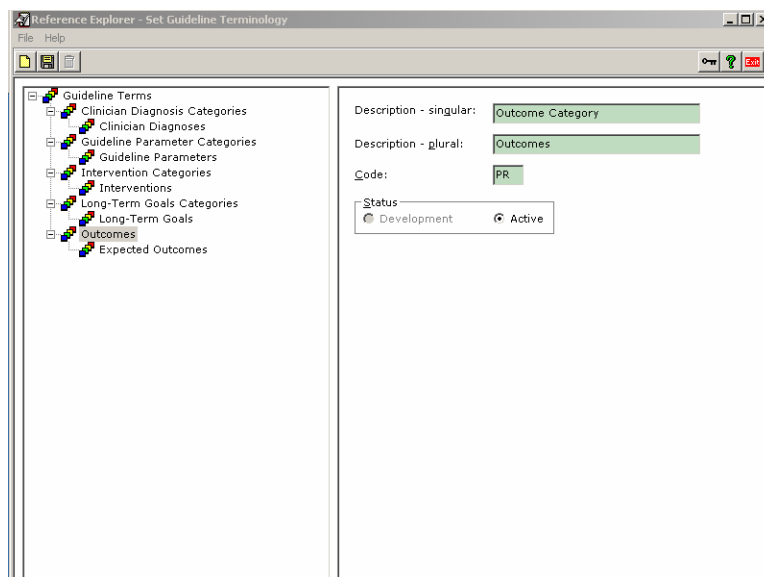 Reference Explorer - Set Guideline Terminology
File Help
Exit
Guideline Terms
Clinician Diagnosis Categories
Clinician Diagnoses
Guideline Parameter Categories
Guideline Parameters
Intervention Categories
Interventions
Long-Term Goals Categories
Long-Term Goals
Outcomes
Expected Outcomes
Description - singular: Outcome Category
Description - plural: Outcomes
Code: PR
Status
Development Active